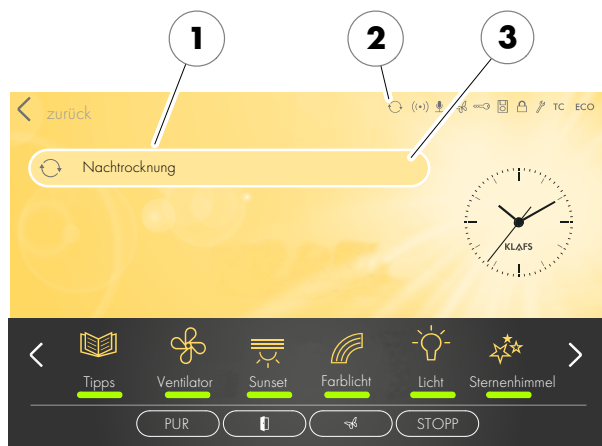 1 2 3
zurück TC ECO
Nachtrocknung
KLAFS
Tipps Ventilator Sunset Farblicht Licht Sternenhimmel
PUR STOPP